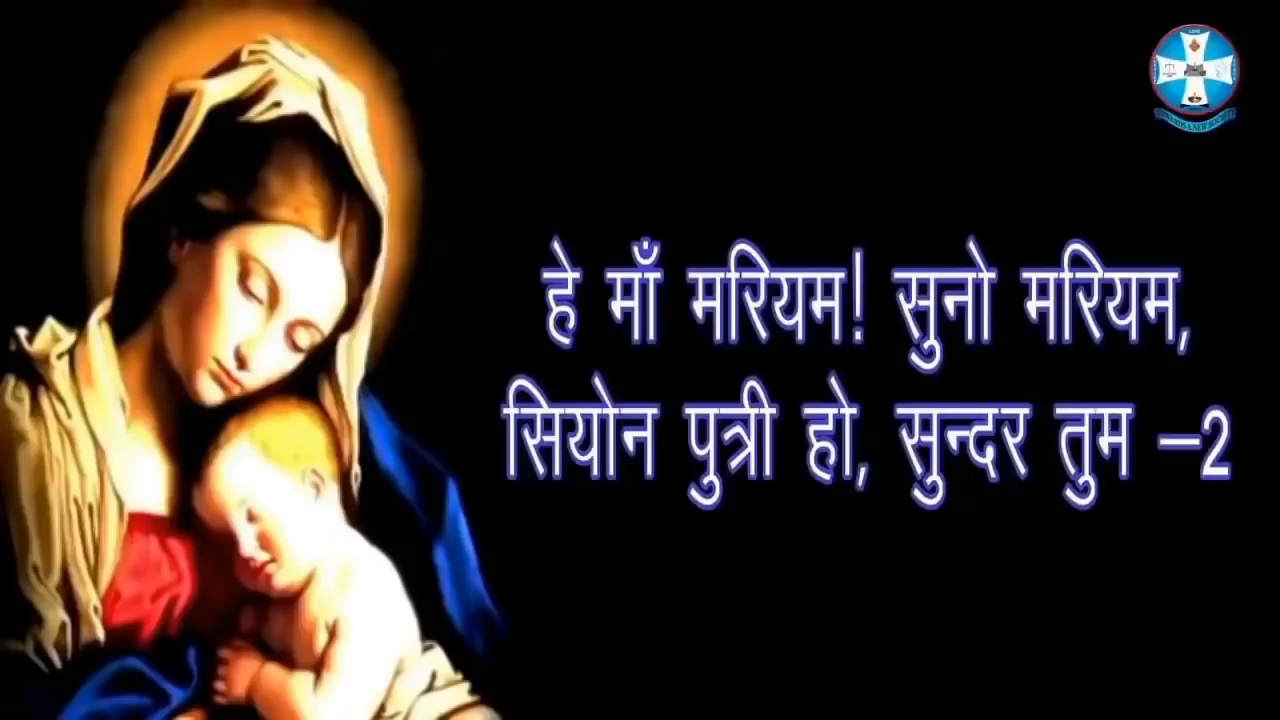 हे माँ मरियम! सुनो मरियम,
सियोन पुत्री हो, सुन्दर तुम –2